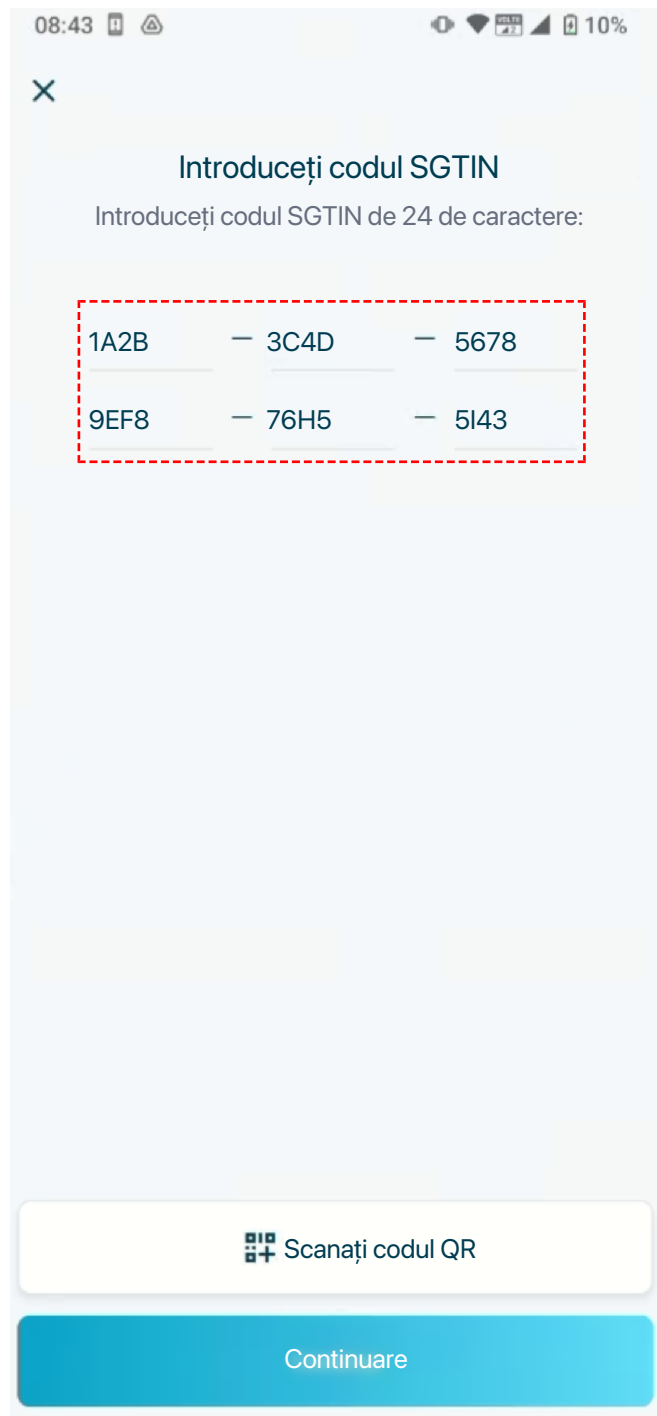 08:43 10%
Introduceți codul SGTIN
Introduceți codul SGTIN de 24 de caractere:
1A2B — 3C4D — 5678
9EF8 — 76H5 — 5I43
Scanați codul QR
Continuare